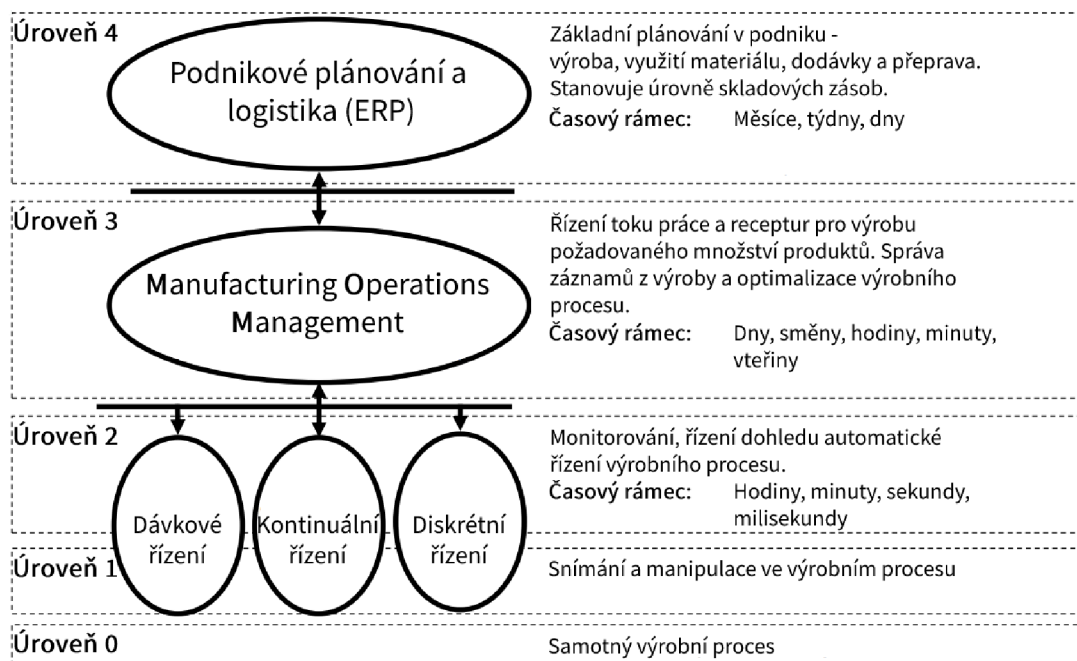 Úroveň 4
Podnikové plánování a
logistika (ERP)
Základní plánování v podniku -
výroba, využití materiálu, dodávky a přeprava.
Stanovuje úrovně skladových zásob.
Časový rámec: Měsíce, týdny, dny
Úroveň 3
Manufacturing Operations
Management
Řízení toku práce a receptur pro výrobu
požadovaného množství produktů. Správa
záznamů z výroby a optimalizace výrobního
procesu.
Časový rámec: Dny, směny, hodiny, minuty,
vteřiny
Úroveň 2
Dávkové
řízení
Kontinuální
řízení
Diskrétní
řízení
Monitorování, řízení dohledu automatické
řízení výrobního procesu.
Časový rámec: Hodiny, minuty, sekundy,
milisekundy
Úroveň 1
Snímání a manipulace ve výrobním procesu
Úroveň 0
Samotný výrobní proces